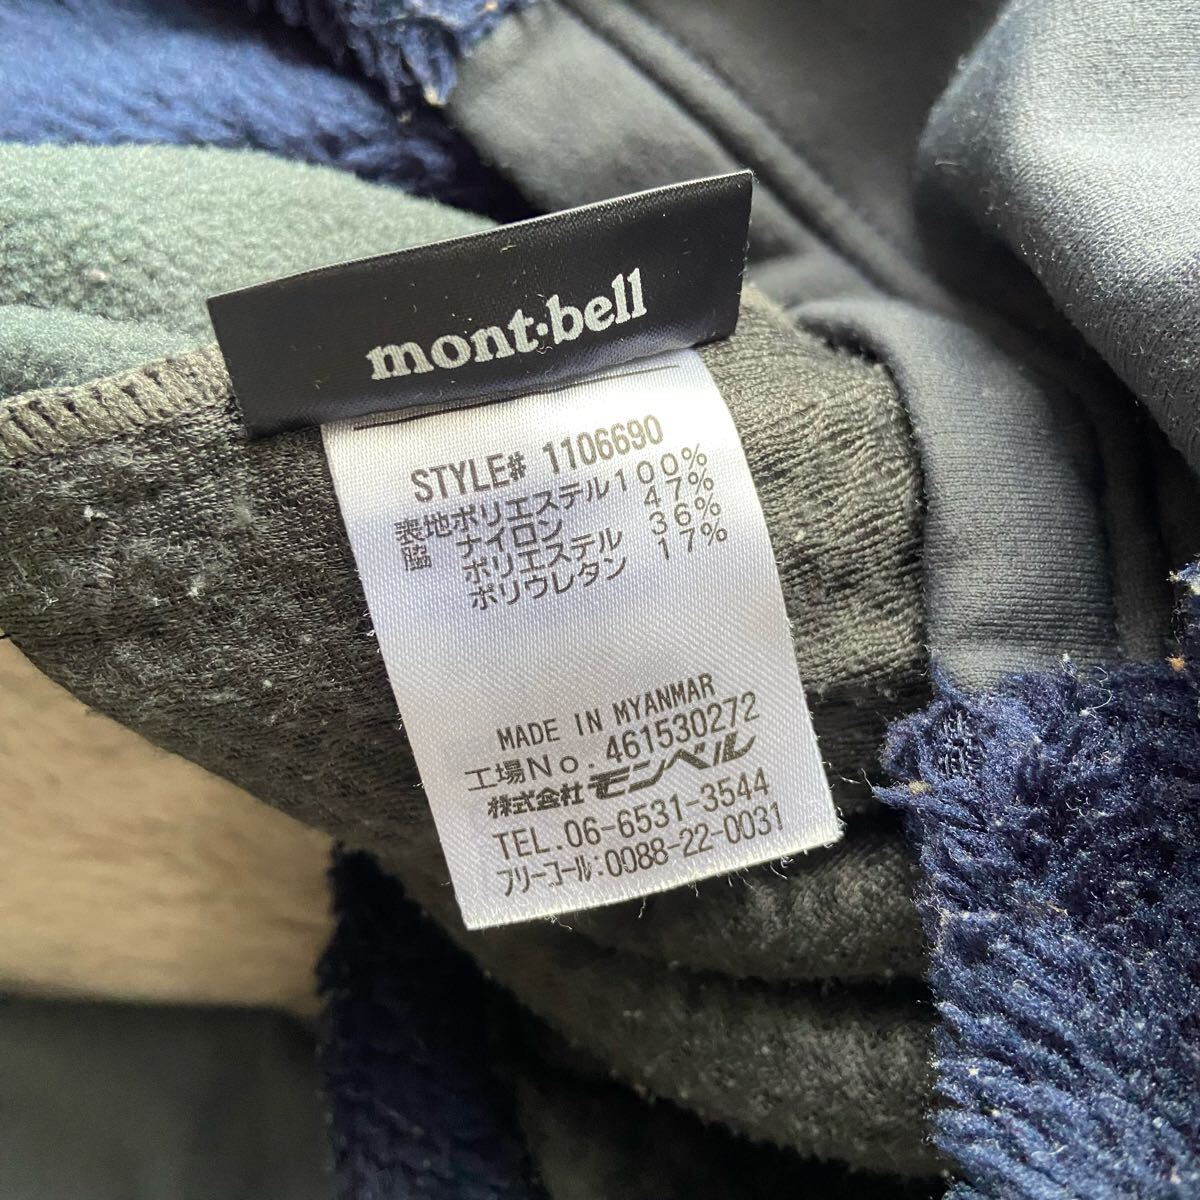 mont·bell
STYLE# 1106690
表地ポリエステル100%
脇 ナイロン 47%
ポリエステル 36%
ポリウレタン 17%
MADE IN MYANMAR
工場No.461530272
株式会社モンベル
TEL.06-6531-3544
フリーコール:0088-22-0031